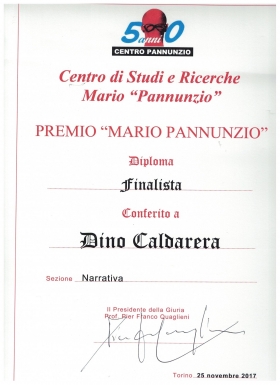 50
anni
CENTRO PANNUNZIO
Centro di Studi e Ricerche
Mario "Pannunzio"
PREMIO "MARIO PANNUNZIO"
Diploma
Finalista
Conferito a
Dino Caldarera
Sezione Narrativa
Il Presidente della Giuria
Prof. Pier Franco Quaglieni
Torino 25 novembre 2017